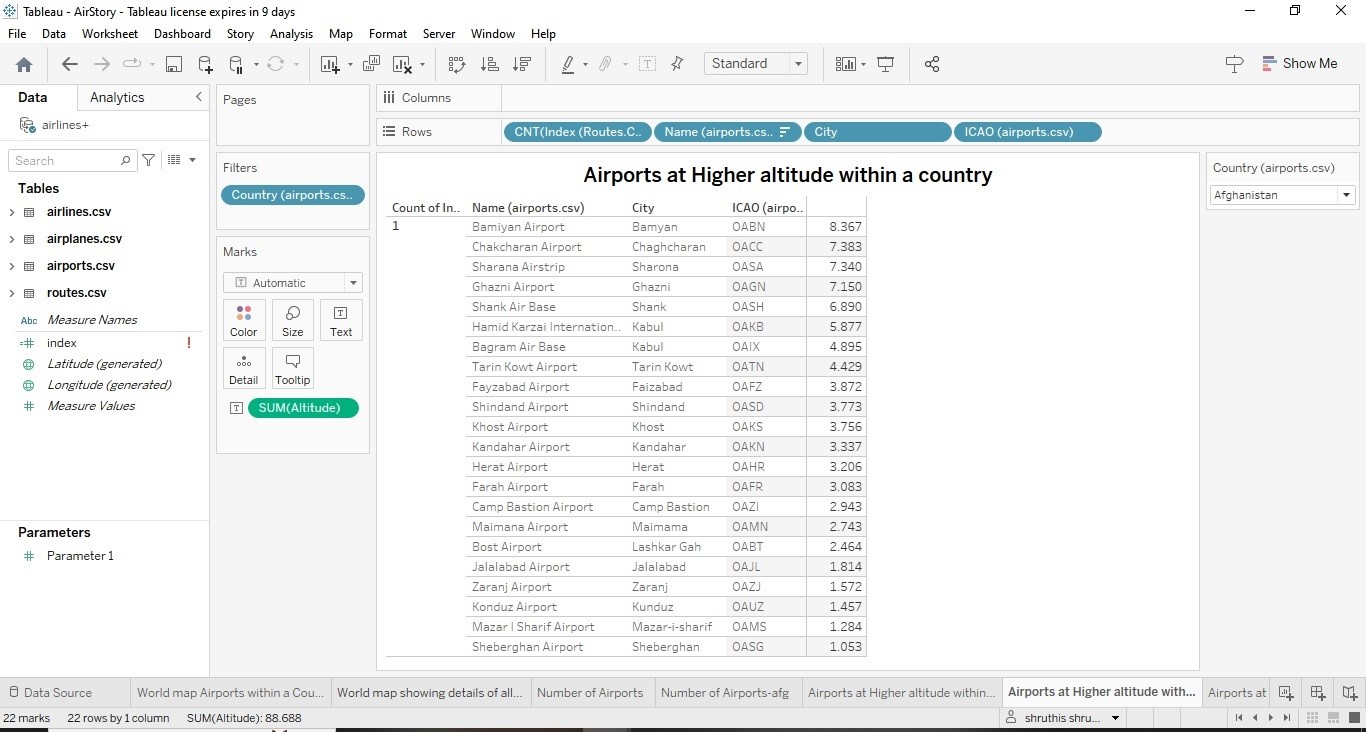 Tableau - AirStory - Tableau license expires in 9 days
File Data Worksheet Dashboard Story Analysis Map Format Server Window Help
Standard Show Me
Data Analytics
airlines+
Search
Tables
airlines.csv
airplanes.csv
airports.csv
routes.csv
Abc Measure Names
index
Latitude (generated)
Longitude (generated)
Measure Values
Parameters
Parameter 1
Pages
Filters
Country (airports.cs..
Marks
Automatic
Color Size Text
Detail Tooltip
SUM(Altitude)
Columns
Rows CNT(Index (Routes.C.. Name (airports.cs.. City ICAO (airports.csv)
Airports at Higher altitude within a country
Count of In.. Name (airports.csv) City ICAO (airpo..
1 Bamiyan Airport Bamyan OABN 8.367
Chakcharan Airport Chaghcharan OACC 7.383
Sharana Airstrip Sharona OASA 7.340
Ghazni Airport Ghazni OAGN 7.150
Shank Air Base Shank OASH 6.890
Hamid Karzai Internation.. Kabul OAKB 5.877
Bagram Air Base Kabul OAIX 4.895
Tarin Kowt Airport Tarin Kowt OATN 4.429
Fayzabad Airport Faizabad OAFZ 3.872
Shindand Airport Shindand OASD 3.773
Khost Airport Khost OAKS 3.756
Kandahar Airport Kandahar OAKN 3.337
Herat Airport Herat OAHR 3.206
Farah Airport Farah OAFR 3.083
Camp Bastion Airport Camp Bastion OAZI 2.943
Maimana Airport Maimama OAMN 2.743
Bost Airport Lashkar Gah OABT 2.464
Jalalabad Airport Jalalabad OAJL 1.814
Zaranj Airport Zaranj OAZJ 1.572
Konduz Airport Kunduz OAUZ 1.457
Mazar I Sharif Airport Mazar-i-sharif OAMS 1.284
Sheberghan Airport Sheberghan OASG 1.053
Country (airports.csv)
Afghanistan
Data Source World map Airports within a Cou... World map showing details of all... Number of Airports Number of Airports-afg Airports at Higher altitude within... Airports at Higher altitude with... Airports at
22 marks 22 rows by 1 column SUM(Altitude): 88.688 shruthis shru...